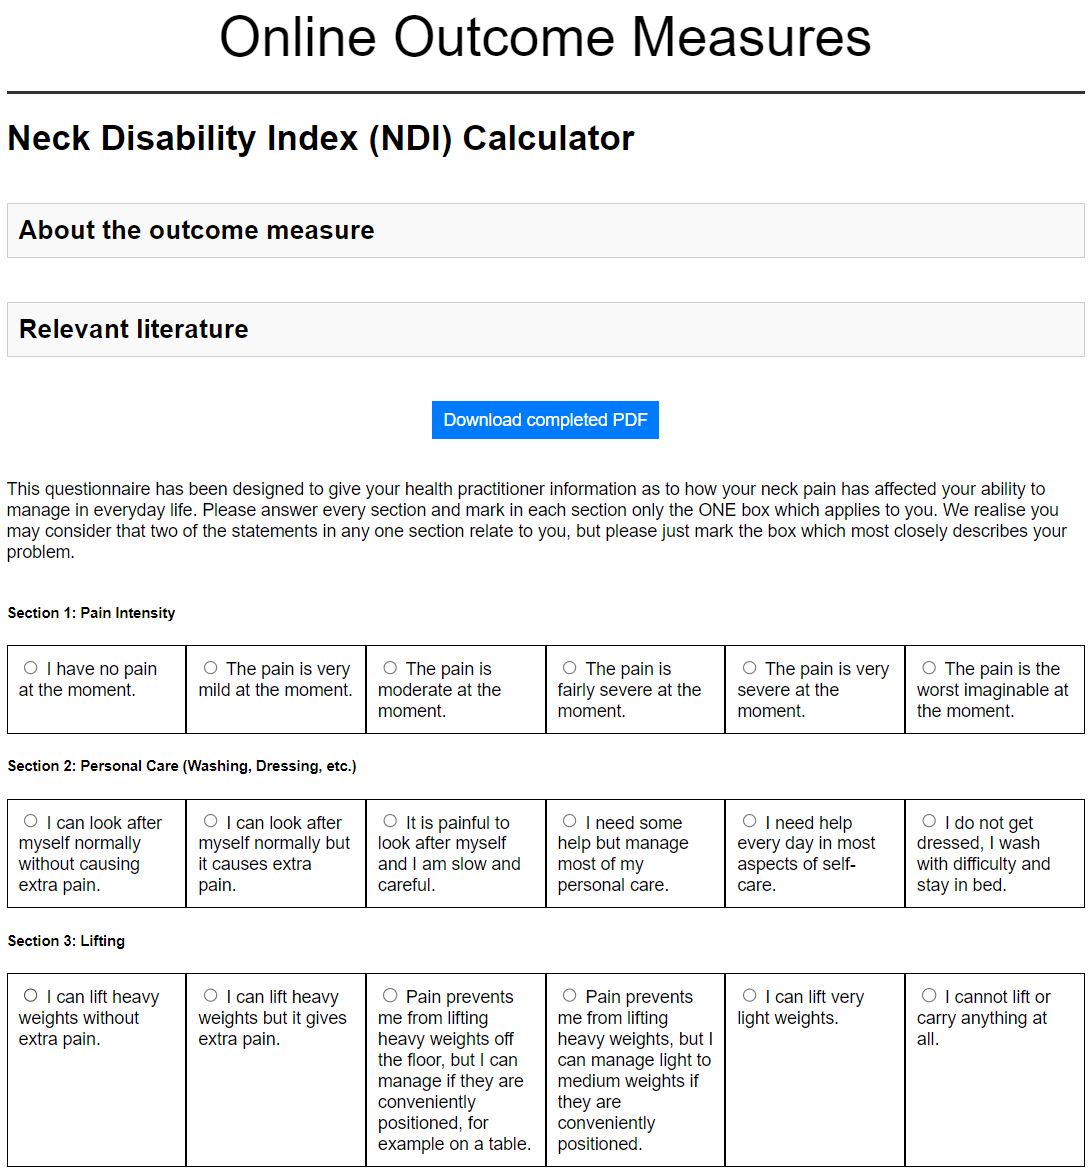 Online Outcome Measures
Neck Disability Index (NDI) Calculator
About the outcome measure
Relevant literature
Download completed PDF
This questionnaire has been designed to give your health practitioner information as to how your neck pain has affected your ability to
manage in everyday life. Please answer every section and mark in each section only the ONE box which applies to you. We realise you
may consider that two of the statements in any one section relate to you, but please just mark the box which most closely describes your
problem.
Section 1: Pain Intensity
I have no pain
at the moment.
The pain is very
mild at the moment.
The pain is
moderate at the
moment.
The pain is
fairly severe at the
moment.
The pain is very
severe at the
moment.
The pain is the
worst imaginable at
the moment.
Section 2: Personal Care (Washing, Dressing, etc.)
I can look after
myself normally
without causing
extra pain.
I can look after
myself normally but
it causes extra
pain.
It is painful to
look after myself
and I am slow and
careful.
I need some
help but manage
most of my
personal care.
I need help
every day in most
aspects of self-
care.
I do not get
dressed, I wash
with difficulty and
stay in bed.
Section 3: Lifting
I can lift heavy
weights without
extra pain.
I can lift heavy
weights but it gives
extra pain.
Pain prevents
me from lifting
heavy weights off
the floor, but I can
manage if they are
conveniently
positioned, for
example on a table.
Pain prevents
me from lifting
heavy weights, but I
can manage light to
medium weights if
they are
conveniently
positioned.
I can lift very
light weights.
I cannot lift or
carry anything at
all.